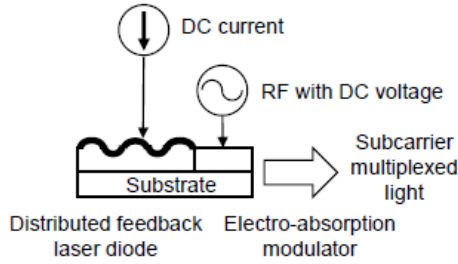 DC current
RF with DC voltage
Subcarrier
multiplexed
light
Substrate
Distributed feedback
laser diode
Electro-absorption
modulator